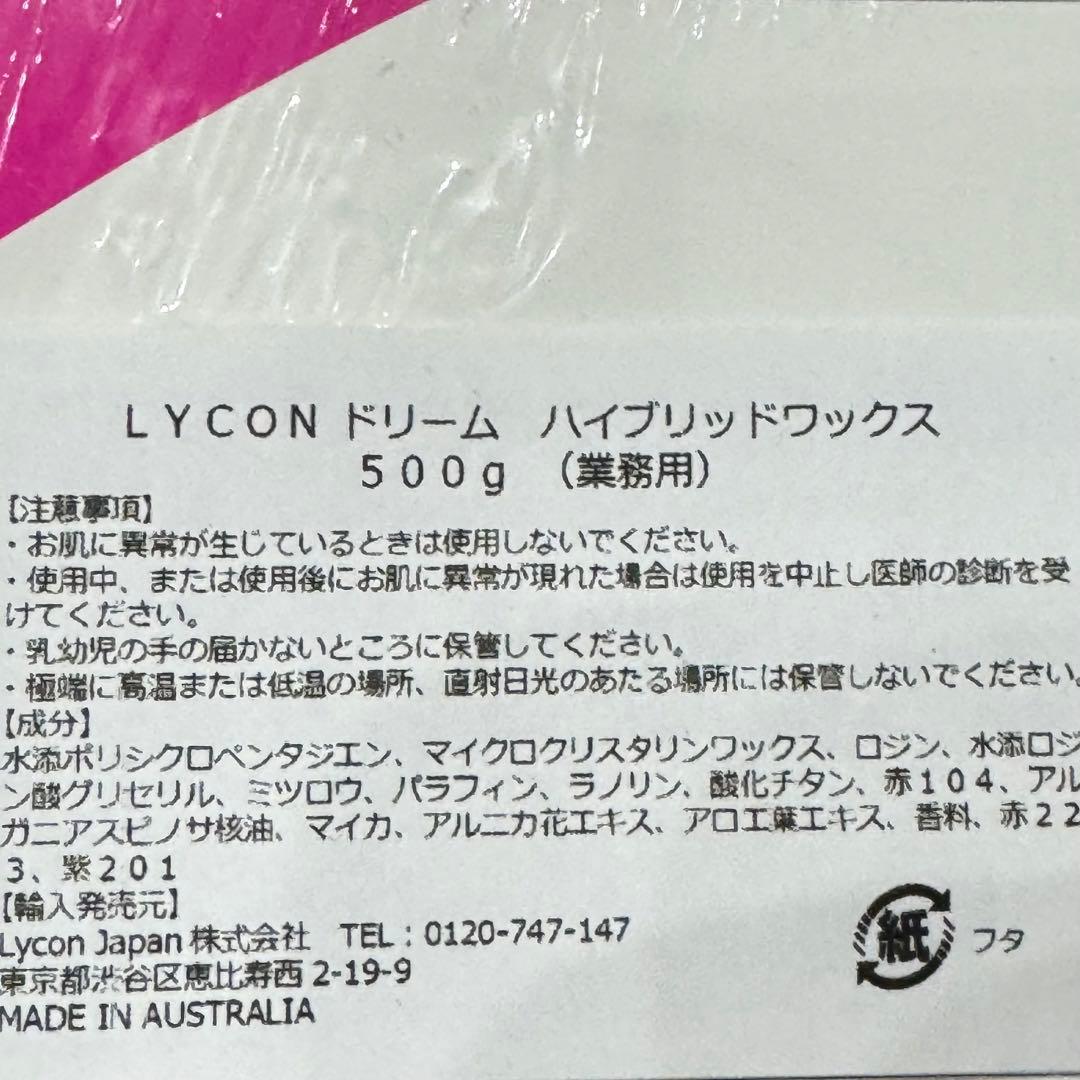 LYCON ドリーム　ハイブリッドワックス
500g　（業務用）
【注意事項】
・お肌に異常が生じているときは使用しないでください。
・使用中、または使用後にお肌に異常が現れた場合は使用を中止し医師の診断を受
けてください。
・乳幼児の手の届かないところに保管してください。
・極端に高温または低温の場所、直射日光のあたる場所には保管しないでください。
【成分】
水添ポリシクロペンタジエン、マイクロクリスタリンワックス、ロジン、水添ロジ
ン酸グリセリル、ミツロウ、パラフィン、ラノリン、酸化チタン、赤104、アル
ガニアスピノサ核油、マイカ、アルニカ花エキス、アロエ葉エキス、香料、赤22
3、紫201
【輸入発売元】
Lycon Japan 株式会社　TEL：0120-747-147
東京都渋谷区恵比寿西 2-19-9
MADE IN AUSTRALIA
紙 フタ